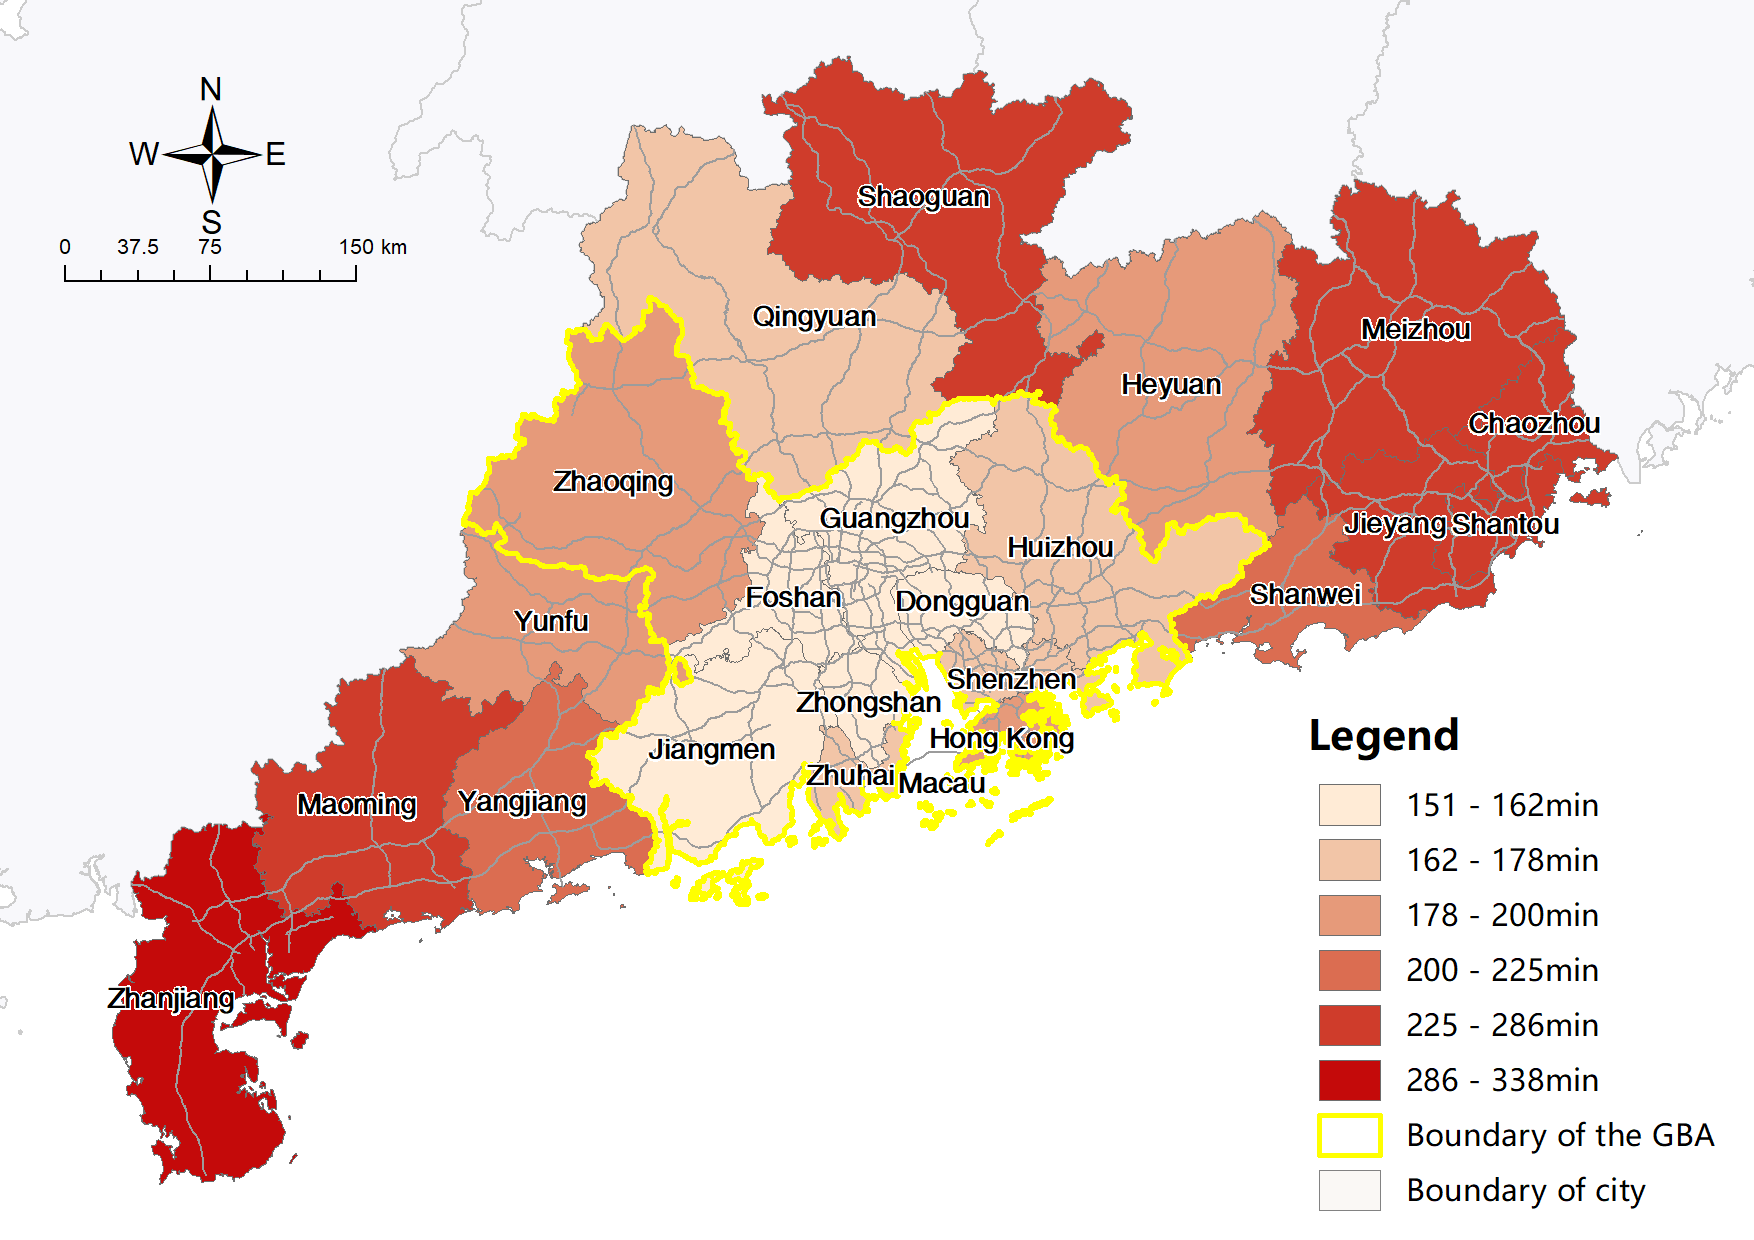 N
W E
S
0 37.5 75 150 km
Shaoguan
Qingyuan
Meizhou
Heyuan
Chaozhou
Zhaoqing
Guangzhou
Jieyang Shantou
Huizhou
Foshan
Dongguan
Shanwei
Yunfu
Shenzhen
Zhongshan
Hong Kong
Jiangmen
Zhuhai
Macau
Maoming
Yangjiang
Zhanjiang
Legend
151 - 162min
162 - 178min
178 - 200min
200 - 225min
225 - 286min
286 - 338min
Boundary of the GBA
Boundary of city